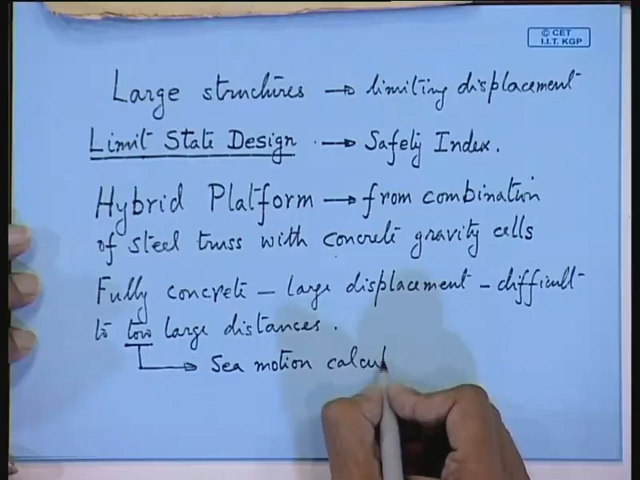 © CET
I.I.T. KGP
Large structures → limiting displacement
Limit State Design → Safety Index.
Hybrid Platform → from combination
of steel truss with concrete gravity cells
Fully concrete – large displacement – difficult
to tow large distances.
→ Sea motion calcul